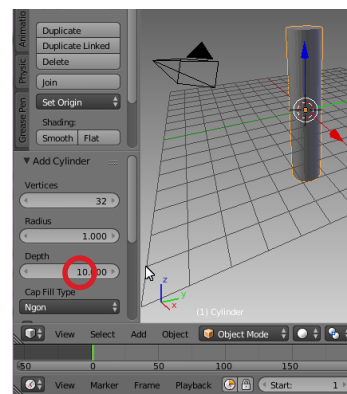 Animatio
Physic
Grease Pen
Duplicate
Duplicate Linked
Delete
Join
Set Origin
Shading:
Smooth Flat
Add Cylinder
Vertices
32
Radius
1.000
Depth
10.000
Cap Fill Type
Ngon
z
y
x
(1) Cylinder
View Select Add Object Object Mode
-50 0 50 100 150
View Marker Frame Playback Start: 1